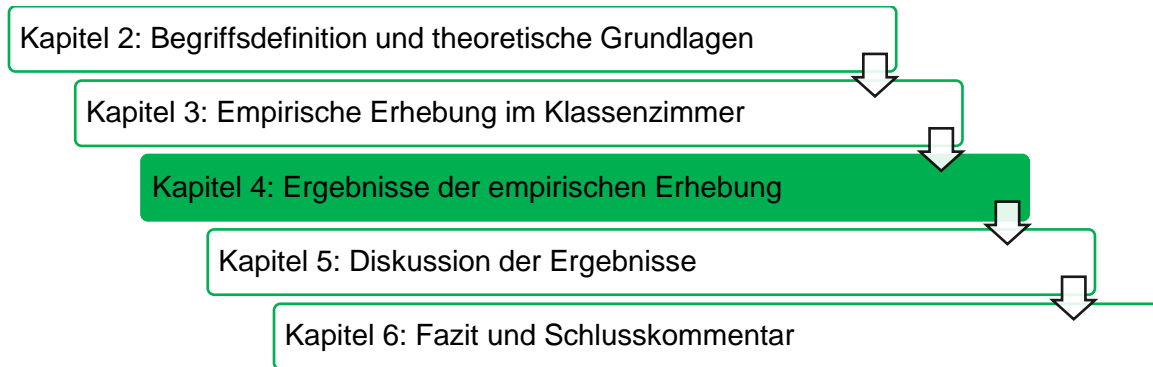 Kapitel 2: Begriffsdefinition und theoretische Grundlagen
Kapitel 3: Empirische Erhebung im Klassenzimmer
Kapitel 4: Ergebnisse der empirischen Erhebung
Kapitel 5: Diskussion der Ergebnisse
Kapitel 6: Fazit und Schlusskommentar